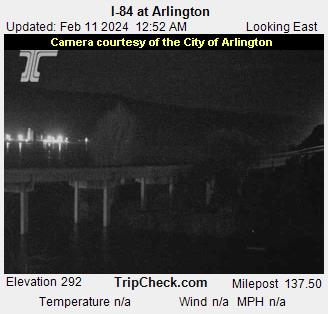 I-84 at Arlington
Updated: Feb 11 2024 12:52 AM Looking East
Camera courtesy of the City of Arlington
Elevation 292 TripCheck.com Milepost 137.50
Temperature n/a Wind n/a MPH n/a